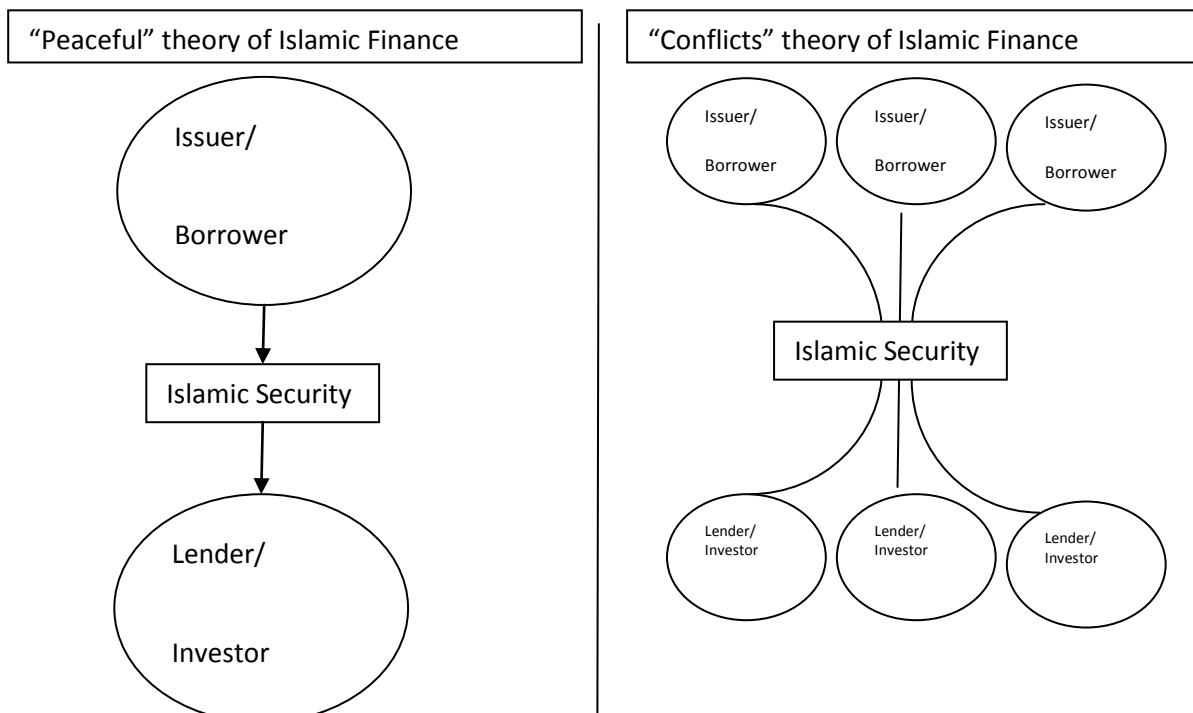 “Peaceful” theory of Islamic Finance
Issuer/
Borrower
Islamic Security
Lender/
Investor
“Conflicts” theory of Islamic Finance
Issuer/
Borrower
Issuer/
Borrower
Issuer/
Borrower
Islamic Security
Lender/
Investor
Lender/
Investor
Lender/
Investor